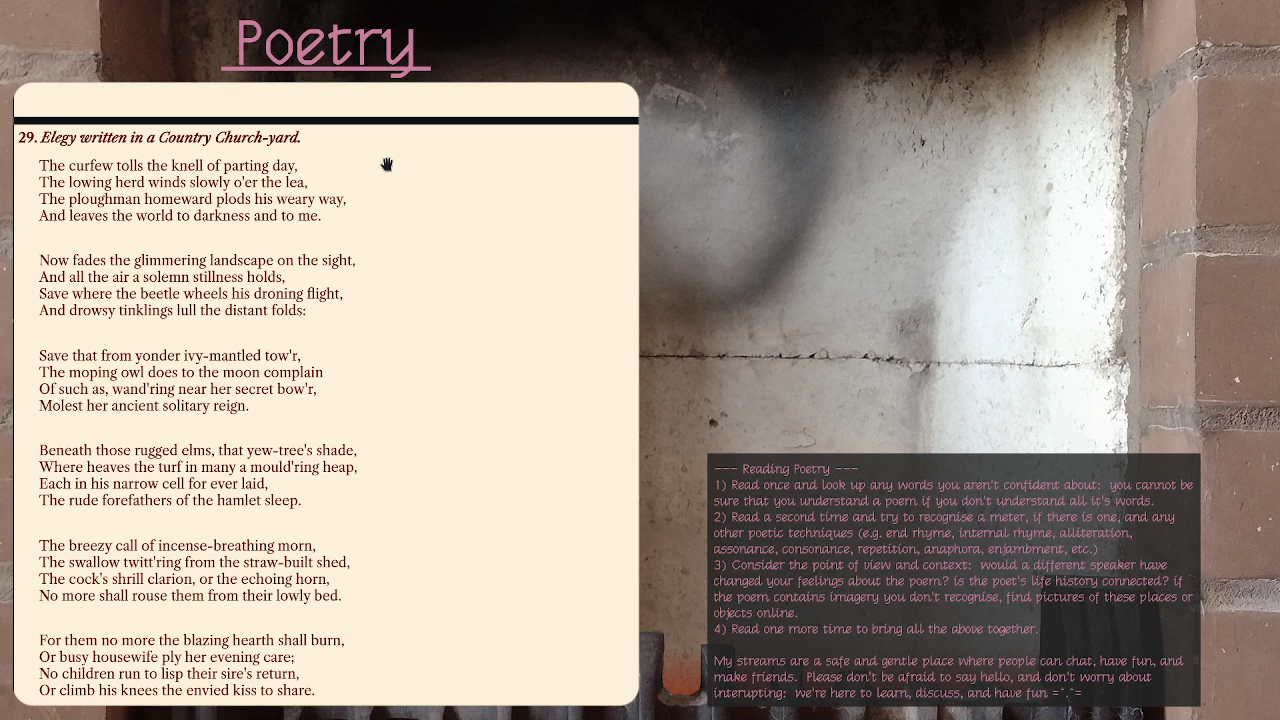 Poetry
29. Elegy written in a Country Church-yard.
The curfew tolls the knell of parting day,
The lowing herd winds slowly o'er the lea,
The ploughman homeward plods his weary way,
And leaves the world to darkness and to me.
Now fades the glimmering landscape on the sight,
And all the air a solemn stillness holds,
Save where the beetle wheels his droning flight,
And drowsy tinklings lull the distant folds:
Save that from yonder ivy-mantled tow'r,
The moping owl does to the moon complain
Of such as, wand'ring near her secret bow'r,
Molest her ancient solitary reign.
Beneath those rugged elms, that yew-tree's shade,
Where heaves the turf in many a mould'ring heap,
Each in his narrow cell for ever laid,
The rude forefathers of the hamlet sleep.
The breezy call of incense-breathing morn,
The swallow twitt'ring from the straw-built shed,
The cock's shrill clarion, or the echoing horn,
No more shall rouse them from their lowly bed.
For them no more the blazing hearth shall burn,
Or busy housewife ply her evening care;
No children run to lisp their sire's return,
Or climb his knees the envied kiss to share.
--- Reading Poetry ---
1) Read once and look up any words you aren't confident about: you cannot be
sure that you understand a poem if you don't understand all it's words.
2) Read a second time and try to recognise a meter, if there is one, and any
other poetic techniques (e.g. end rhyme, internal rhyme, alliteration,
assonance, consonance, repetition, anaphora, enjambment, etc.)
3) Consider the point of view and context: would a different speaker have
changed your feelings about the poem? is the poet's life history connected? if
the poem contains imagery you don't recognise, find pictures of these places or
objects online.
4) Read one more time to bring all the above together.
My streams are a safe and gentle place where people can chat, have fun, and
make friends. Please don't be afraid to say hello, and don't worry about
interupting: we're here to learn, discuss, and have fun =^.^=